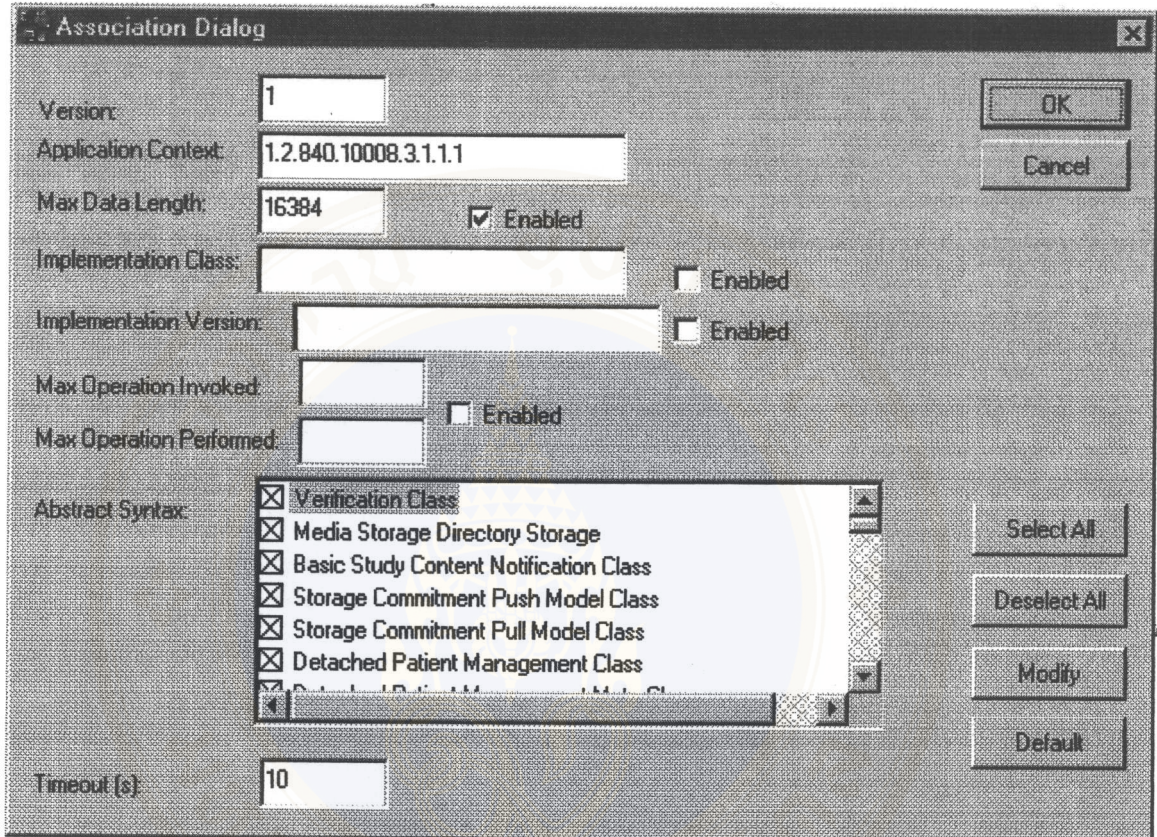 Association Dialog
Version: 1
OK
Application Context: 1.2.840.10008.3.1.1.1
Cancel
Max Data Length: 16384 Enabled
Implementation Class: Enabled
Implementation Version: Enabled
Max Operation Invoked:
Enabled
Max Operation Performed:
Abstract Syntax:
Verification Class
Media Storage Directory Storage
Basic Study Content Notification Class
Storage Commitment Push Model Class
Storage Commitment Pull Model Class
Detached Patient Management Class
Select All
Deselect All
Modify
Default
Timeout (s): 10